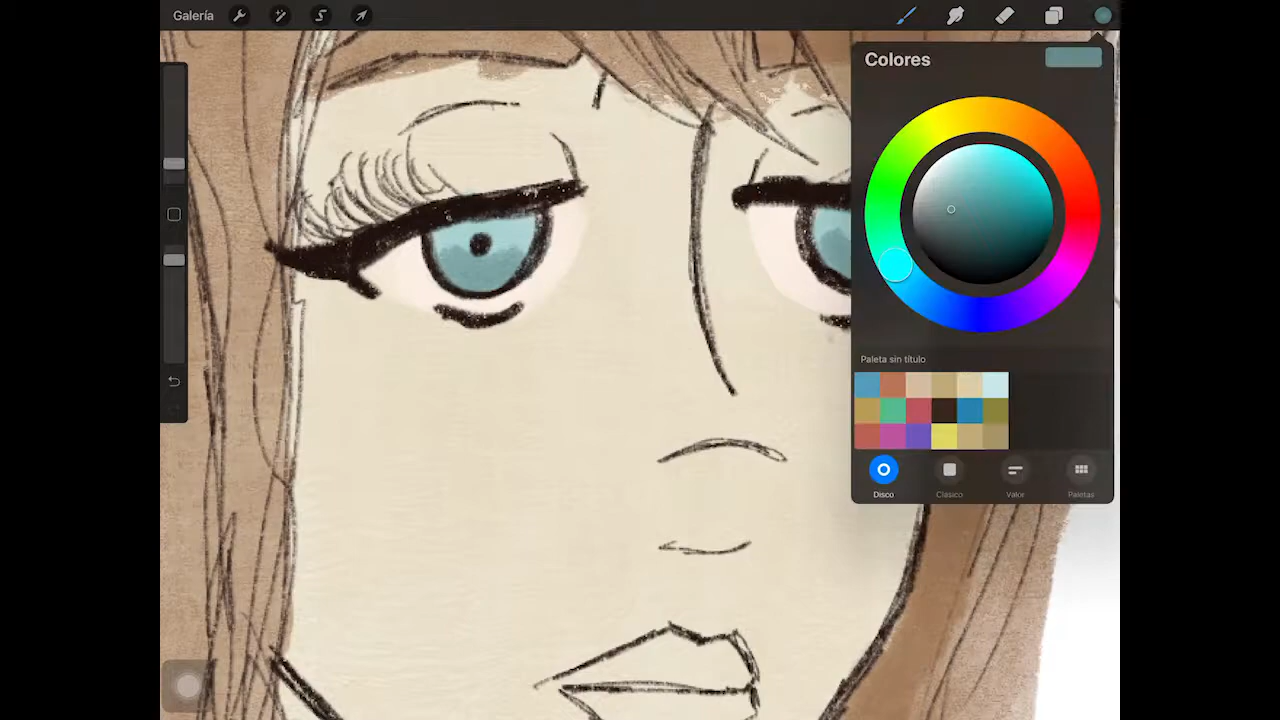 Galería
Colores
Paleta sin título
Disco
Clásico
Valor
Paletas